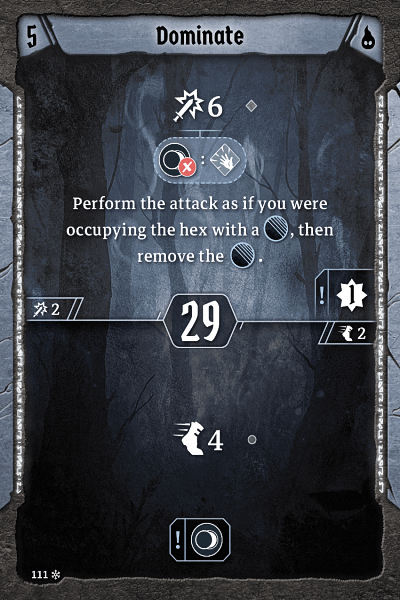 5
Dominate
6
:
Perform the attack as if you were
occupying the hex with a , then
remove the .
! 1
2
29
2
4
!
111